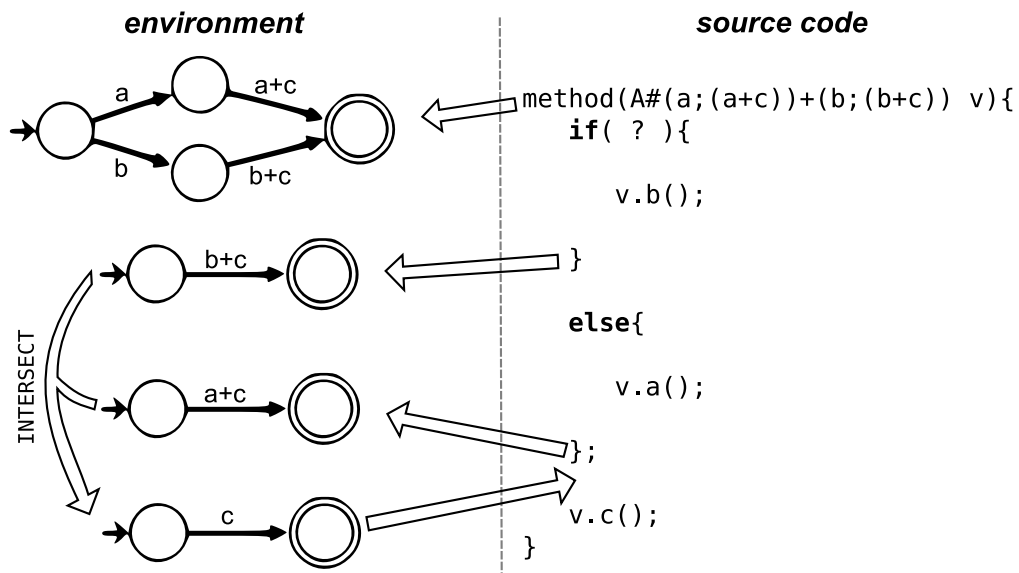 environment
source code
a
a+c
b
b+c
method(A#(a;(a+c))+(b;(b+c)) v){
if( ? ){
v.b();
b+c
}
else{
INTERSECT
a+c
v.a();
};
c
v.c();
}